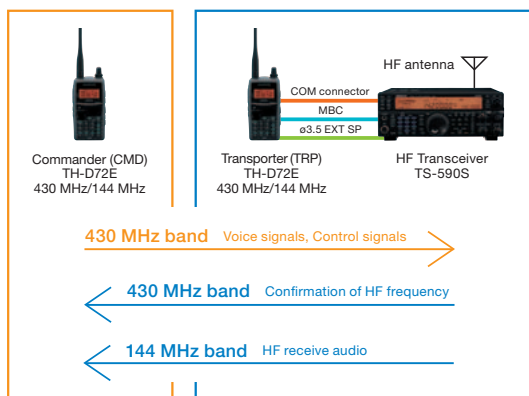 HF antenna
COM connector
MBC
ø3.5 EXT SP
Commander (CMD)
TH-D72E
430 MHz/144 MHz
Transporter (TRP)
TH-D72E
430 MHz/144 MHz
HF Transceiver
TS-590S
430 MHz band Voice signals, Control signals
430 MHz band Confirmation of HF frequency
144 MHz band HF receive audio